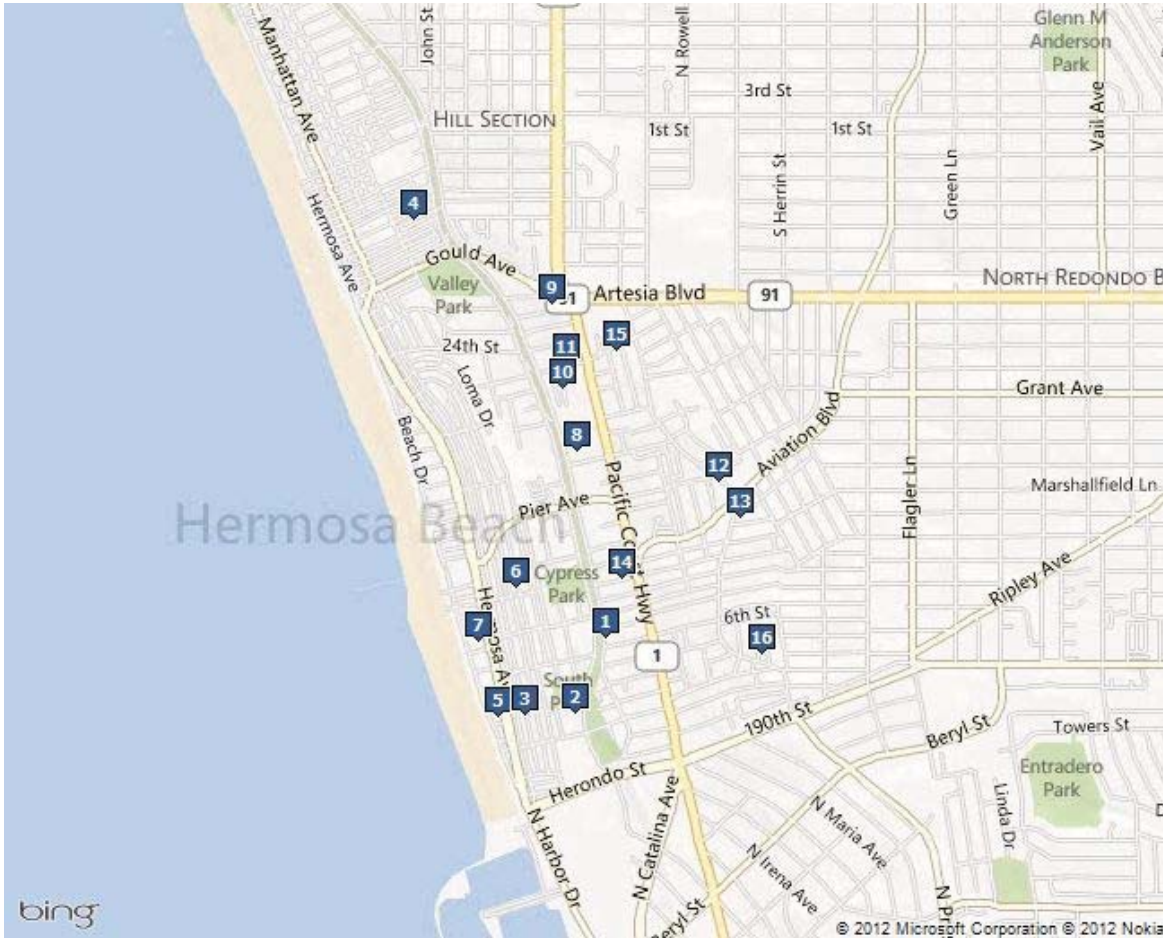 John St
Manhattan Ave
N Rowell
Glenn M
Anderson
Park
3rd St
HILL SECTION
1st St
1st St
Vail Ave
S Herrin St
Green Ln
Hermosa Ave
4
Gould Ave
Valley
Park
9
91
Artesia Blvd
91
NORTH REDONDO B
15
11
24th St
10
Loma Dr
Grant Ave
Beach Dr
8
Aviation Blvd
12
Pacific Coast Hwy
13
Flagler Ln
Marshallfield Ln
Pier Ave
Hermosa Beach
14
6
Cypress
Park
Ripley Ave
1
7
Hermosa Av
6th St
16
1
South
5
3
2
190th St
Beryl St
Towers St
Herondo St
Entradero
Park
N Catalina Ave
N Harbor Dr
N Maria Ave
Linda Dr
N Irena Ave
Beryl St
N Pr
bing
© 2012 Microsoft Corporation © 2012 Nokia